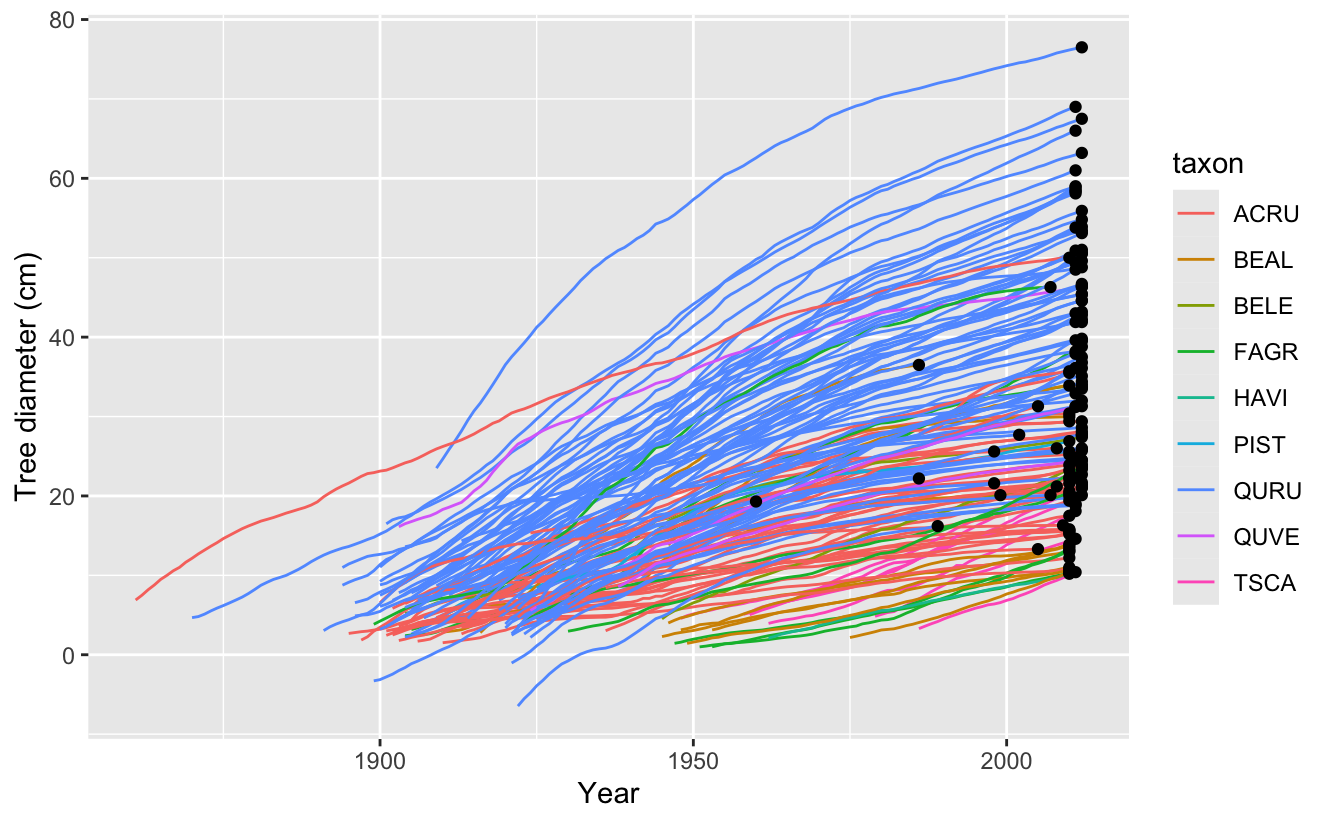 80
60
40
20
0
Tree diameter (cm)
1900
1950
2000
Year
taxon
ACRU
BEAL
BELE
FAGR
HAVI
PIST
QURU
QUVE
TSCA